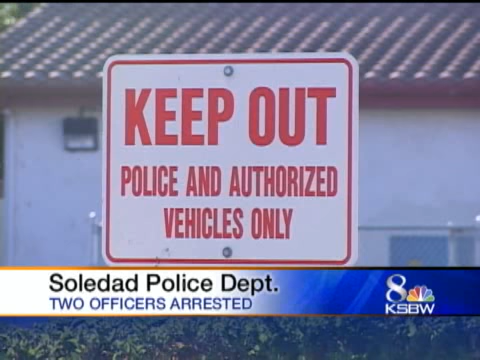 KEEP OUT
POLICE AND AUTHORIZED
VEHICLES ONLY
Soledad Police Dept.
TWO OFFICERS ARRESTED
8
KSBW